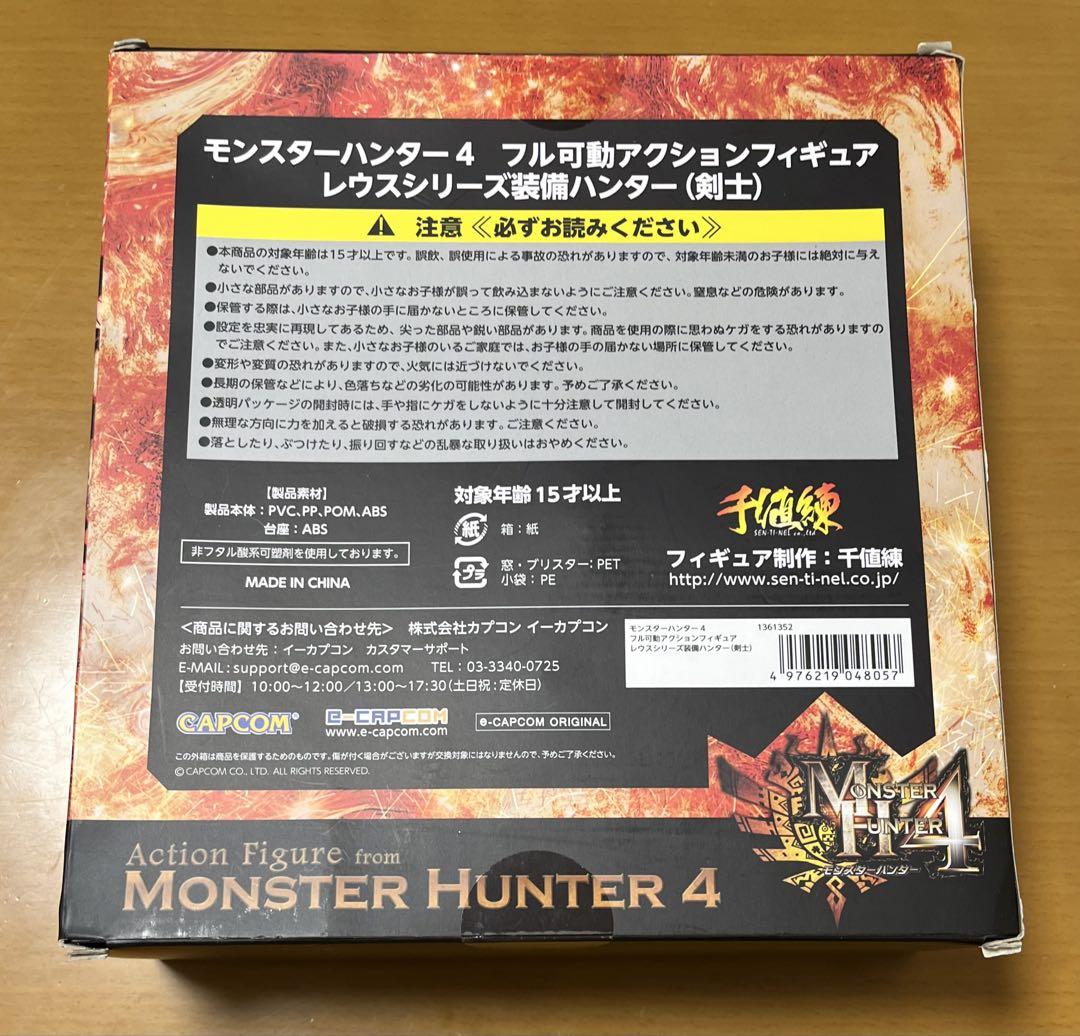 モンスターハンター4 フル可動アクションフィギュア
レウスシリーズ装備ハンター(剣士)
注意≪必ずお読みください≫
●本商品の対象年齢は15才以上です。誤飲、誤使用による事故の恐れがありますので、対象年齢未満のお子様には絶対に与え
ないでください。
●小さな部品がありますので、小さなお子様が誤って飲み込まないようにご注意ください。窒息などの危険があります。
●保管する際は、小さなお子様の手に届かないところに保管してください。
●設定を忠実に再現してあるため、尖った部品や鋭い部品があります。商品を使用の際に思わぬケガをする恐れがありますの
でご注意ください。また、小さなお子様のいるご家庭では、お子様の手の届かない場所に保管してください。
●変形や変質の恐れがありますので、火気には近づけないでください。
●長期の保管などにより、色落ちなどの劣化の可能性があります。予めご了承ください。
●透明パッケージの開封時には、手や指にケガをしないように十分注意して開封してください。
●無理な方向に力を加えると破損する恐れがあります。ご注意ください。
●落としたり、ぶつけたり、振り回すなどの乱暴な取り扱いはおやめください。
【製品素材】
製品本体:PVC、PP、POM、ABS
台座:ABS
非フタル酸系可塑剤を使用しております。
MADE IN CHINA
対象年齢15才以上
紙 箱:紙
プラ 窓・ブリスター:PET
小袋:PE
千値練
SEN-TI-NEL co.,ltd
フィギュア制作:千値練
http://www.sen-ti-nel.co.jp/
<商品に関するお問い合わせ先> 株式会社カプコン イーカプコン
お問い合わせ先:イーカプコン カスタマーサポート
E-MAIL:support@e-capcom.com TEL:03-3340-0725
【受付時間】10:00~12:00/13:00~17:30(土日祝:定休日)
モンスターハンター4 1361352
フル可動アクションフィギュア
レウスシリーズ装備ハンター(剣士)
4 976219 048057
CAPCOM
e-CAPCOM
www.e-capcom.com
e-CAPCOM ORIGINAL
この外箱は商品を保護するためのものです。傷が付く場合がございますが交換対象にはなりませんので、予めご了承ください。
© CAPCOM CO., LTD. ALL RIGHTS RESERVED.
MONSTER
HUNTER
4
モンスターハンター
Action Figure from
MONSTER HUNTER 4